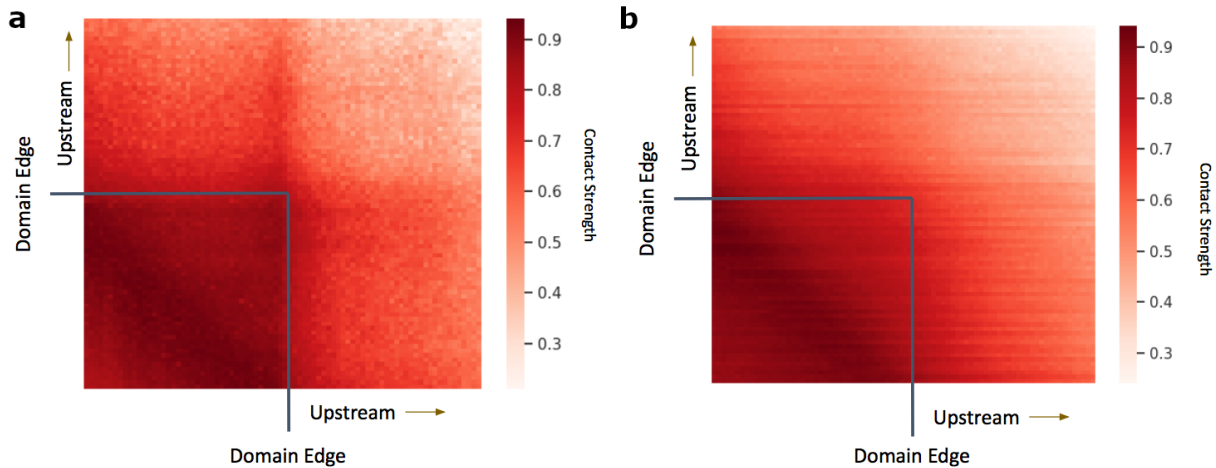 a
Upstream
Domain Edge
Upstream
Domain Edge
0.9
0.8
0.7
0.6
0.5
0.4
0.3
Contact Strength
b
Upstream
Domain Edge
Upstream
Domain Edge
0.9
0.8
0.7
0.6
0.5
0.4
0.3
Contact Strength